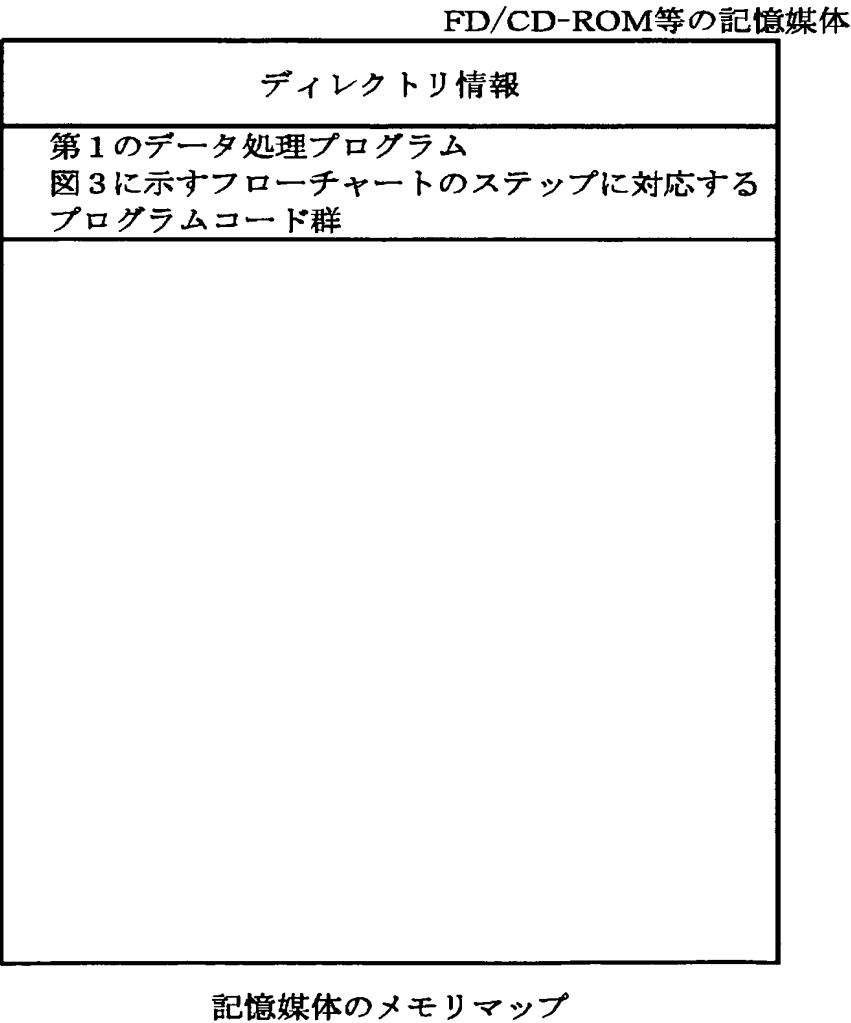 FD/CD-ROM等の記憶媒体
ディレクトリ情報
第1のデータ処理プログラム
図3に示すフローチャートのステップに対応する
プログラムコード群
記憶媒体のメモリマップ